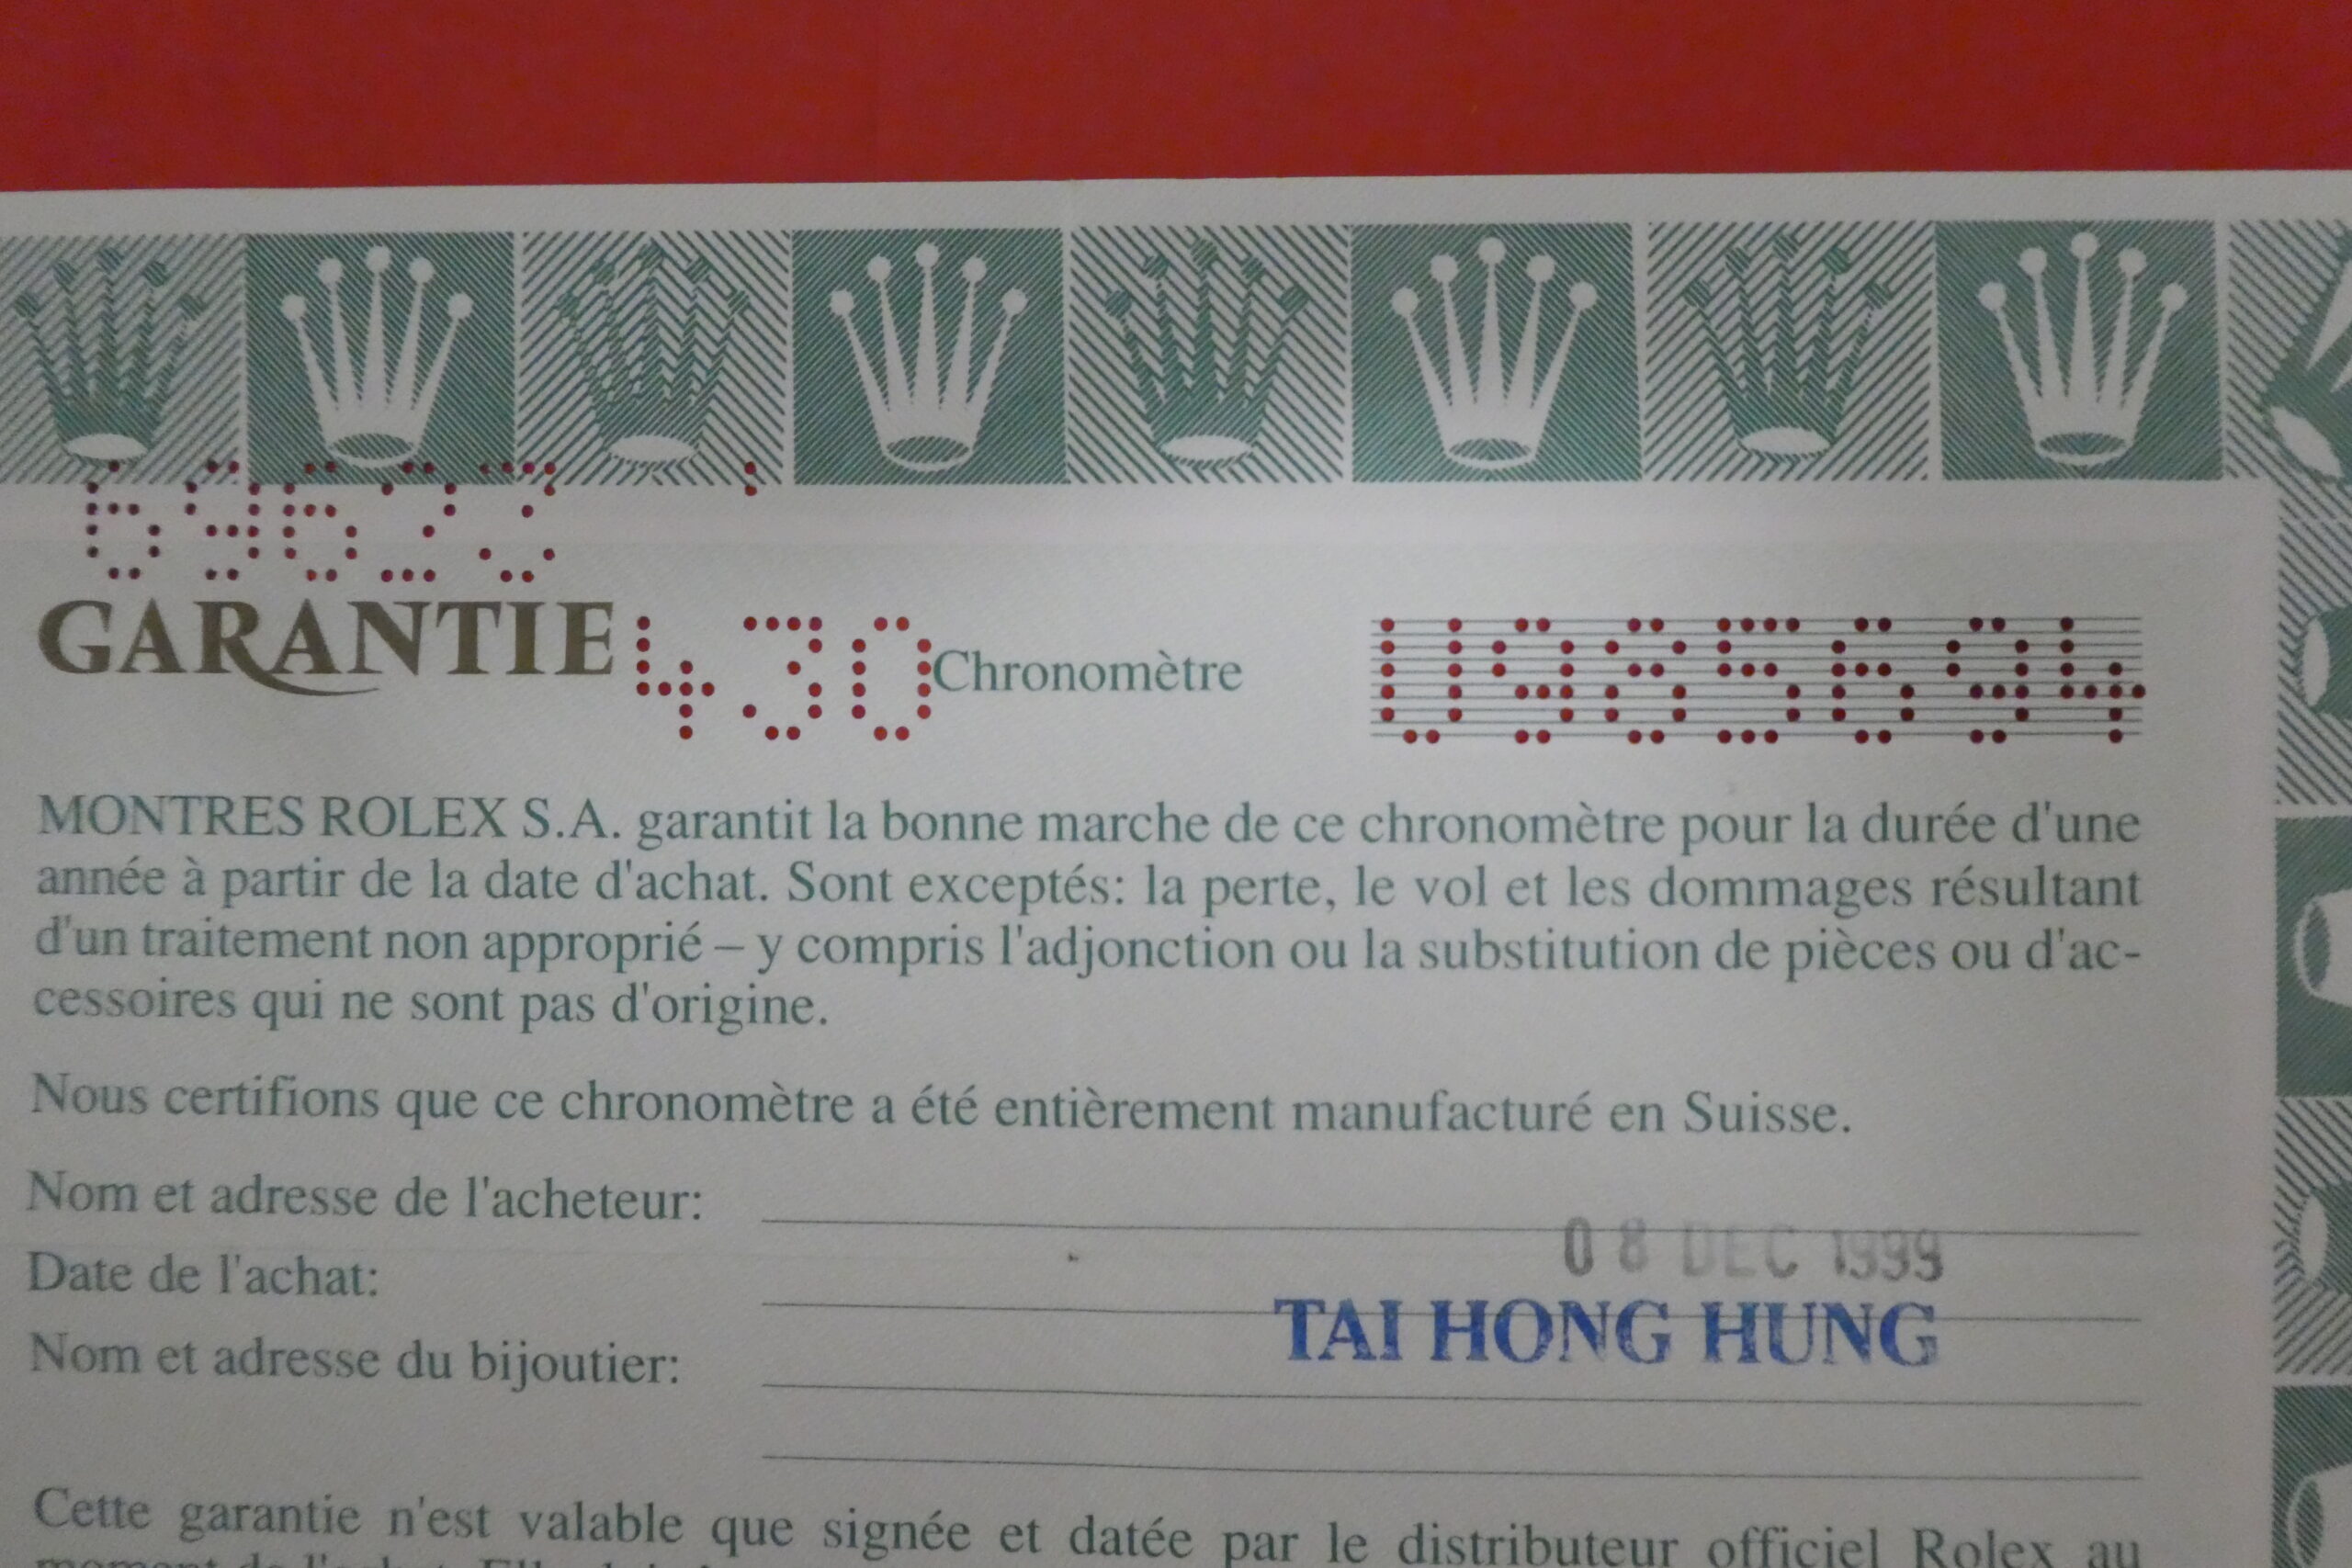 69623 '
GARANTIE 430 Chronomètre U985694
MONTRES ROLEX S.A. garantit la bonne marche de ce chronomètre pour la durée d'une
année à partir de la date d'achat. Sont exceptés: la perte, le vol et les dommages résultant
d'un traitement non approprié – y compris l'adjonction ou la substitution de pièces ou d'ac-
cessoires qui ne sont pas d'origine.
Nous certifions que ce chronomètre a été entièrement manufacturé en Suisse.
Nom et adresse de l'acheteur:
08 DEC 1999
Date de l'achat:
TAI HONG HUNG
Nom et adresse du bijoutier:
Cette garantie n'est valable que signée et datée par le distributeur officiel Rolex au